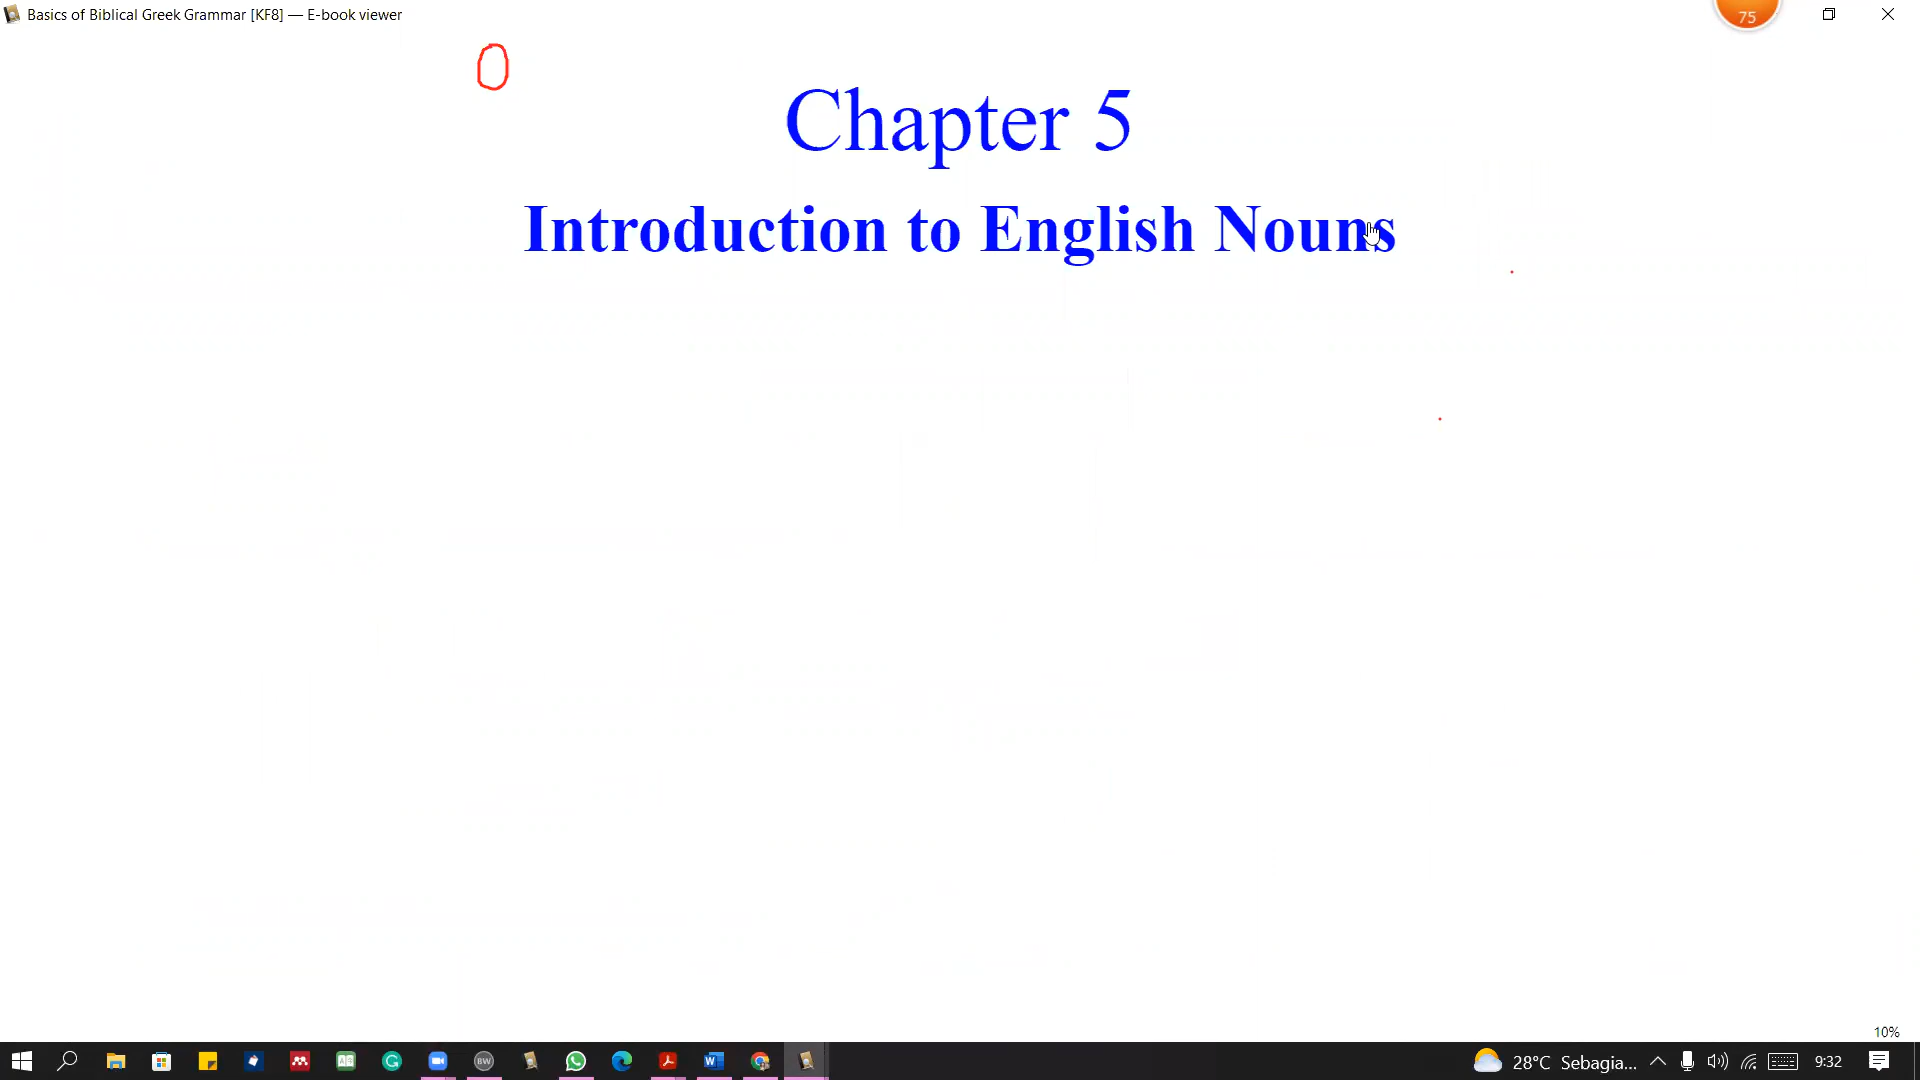 Basics of Biblical Greek Grammar [KF8] — E-book viewer
75
Chapter 5
Introduction to English Nouns
10%
BW
28°C Sebagia...
9:32